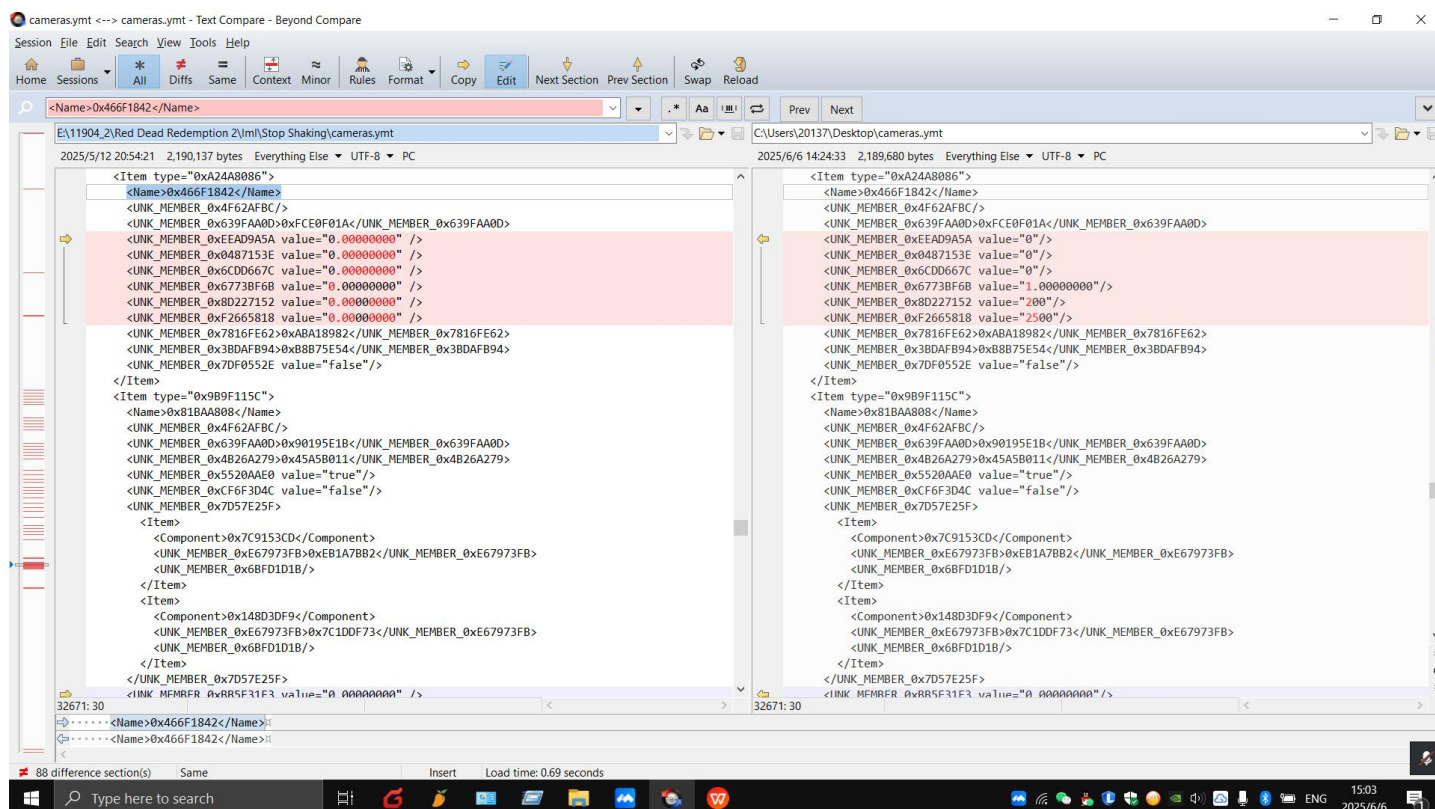 cameras.ymt <--> cameras..ymt - Text Compare - Beyond Compare
Session File Edit Search View Tools Help
Home Sessions All Diffs Same Context Minor Rules Format Copy Edit Next Section Prev Section Swap Reload
<Name>0x466F1842</Name> .* Aa Prev Next
E:\11904_2\Red Dead Redemption 2\lml\Stop Shaking\cameras.ymt
2025/5/12 20:54:21 2,190,137 bytes Everything Else UTF-8 PC
<Item type="0xA24A8086">
<Name>0x466F1842</Name>
<UNK_MEMBER_0x4F62AFBC/>
<UNK_MEMBER_0x639FAA0D>0xFCE0F01A</UNK_MEMBER_0x639FAA0D>
<UNK_MEMBER_0xEEAD9A5A value="0.00000000" />
<UNK_MEMBER_0x0487153E value="0.00000000" />
<UNK_MEMBER_0x6CDD667C value="0.00000000" />
<UNK_MEMBER_0x6773BF6B value="0.00000000" />
<UNK_MEMBER_0x8D227152 value="0.00000000" />
<UNK_MEMBER_0xF2665818 value="0.00000000" />
<UNK_MEMBER_0x7816FE62>0xABA18982</UNK_MEMBER_0x7816FE62>
<UNK_MEMBER_0x3BDAFB94>0xB8B75E54</UNK_MEMBER_0x3BDAFB94>
<UNK_MEMBER_0x7DF0552E value="false"/>
</Item>
<Item type="0x9B9F115C">
<Name>0x81BAA808</Name>
<UNK_MEMBER_0x4F62AFBC/>
<UNK_MEMBER_0x639FAA0D>0x90195E1B</UNK_MEMBER_0x639FAA0D>
<UNK_MEMBER_0x4B26A279>0x45A5B011</UNK_MEMBER_0x4B26A279>
<UNK_MEMBER_0x5520AAE0 value="true"/>
<UNK_MEMBER_0xCF6F3D4C value="false"/>
<UNK_MEMBER_0x7D57E25F>
<Item>
<Component>0x7C9153CD</Component>
<UNK_MEMBER_0xE67973FB>0xEB1A7BB2</UNK_MEMBER_0xE67973FB>
<UNK_MEMBER_0x6BFD1D1B/>
</Item>
<Item>
<Component>0x148D3DF9</Component>
<UNK_MEMBER_0xE67973FB>0x7C1DDF73</UNK_MEMBER_0xE67973FB>
<UNK_MEMBER_0x6BFD1D1B/>
</Item>
</UNK_MEMBER_0x7D57E25F>
<UNK_MEMBER_0xBB5F31F3 value="0.00000000" />
32671: 30
C:\Users\20137\Desktop\cameras..ymt
2025/6/6 14:24:33 2,189,680 bytes Everything Else UTF-8 PC
<Item type="0xA24A8086">
<Name>0x466F1842</Name>
<UNK_MEMBER_0x4F62AFBC/>
<UNK_MEMBER_0x639FAA0D>0xFCE0F01A</UNK_MEMBER_0x639FAA0D>
<UNK_MEMBER_0xEEAD9A5A value="0"/>
<UNK_MEMBER_0x0487153E value="0"/>
<UNK_MEMBER_0x6CDD667C value="0"/>
<UNK_MEMBER_0x6773BF6B value="1.00000000"/>
<UNK_MEMBER_0x8D227152 value="200"/>
<UNK_MEMBER_0xF2665818 value="2500"/>
<UNK_MEMBER_0x7816FE62>0xABA18982</UNK_MEMBER_0x7816FE62>
<UNK_MEMBER_0x3BDAFB94>0xB8B75E54</UNK_MEMBER_0x3BDAFB94>
<UNK_MEMBER_0x7DF0552E value="false"/>
</Item>
<Item type="0x9B9F115C">
<Name>0x81BAA808</Name>
<UNK_MEMBER_0x4F62AFBC/>
<UNK_MEMBER_0x639FAA0D>0x90195E1B</UNK_MEMBER_0x639FAA0D>
<UNK_MEMBER_0x4B26A279>0x45A5B011</UNK_MEMBER_0x4B26A279>
<UNK_MEMBER_0x5520AAE0 value="true"/>
<UNK_MEMBER_0xCF6F3D4C value="false"/>
<UNK_MEMBER_0x7D57E25F>
<Item>
<Component>0x7C9153CD</Component>
<UNK_MEMBER_0xE67973FB>0xEB1A7BB2</UNK_MEMBER_0xE67973FB>
<UNK_MEMBER_0x6BFD1D1B/>
</Item>
<Item>
<Component>0x148D3DF9</Component>
<UNK_MEMBER_0xE67973FB>0x7C1DDF73</UNK_MEMBER_0xE67973FB>
<UNK_MEMBER_0x6BFD1D1B/>
</Item>
</UNK_MEMBER_0x7D57E25F>
<UNK_MEMBER_0xBB5F31F3 value="0.00000000"/>
32671: 30
······<Name>0x466F1842</Name>¤
······<Name>0x466F1842</Name>¤
88 difference section(s) Same Insert Load time: 0.69 seconds
Type here to search ENG 15:03
2025/6/6